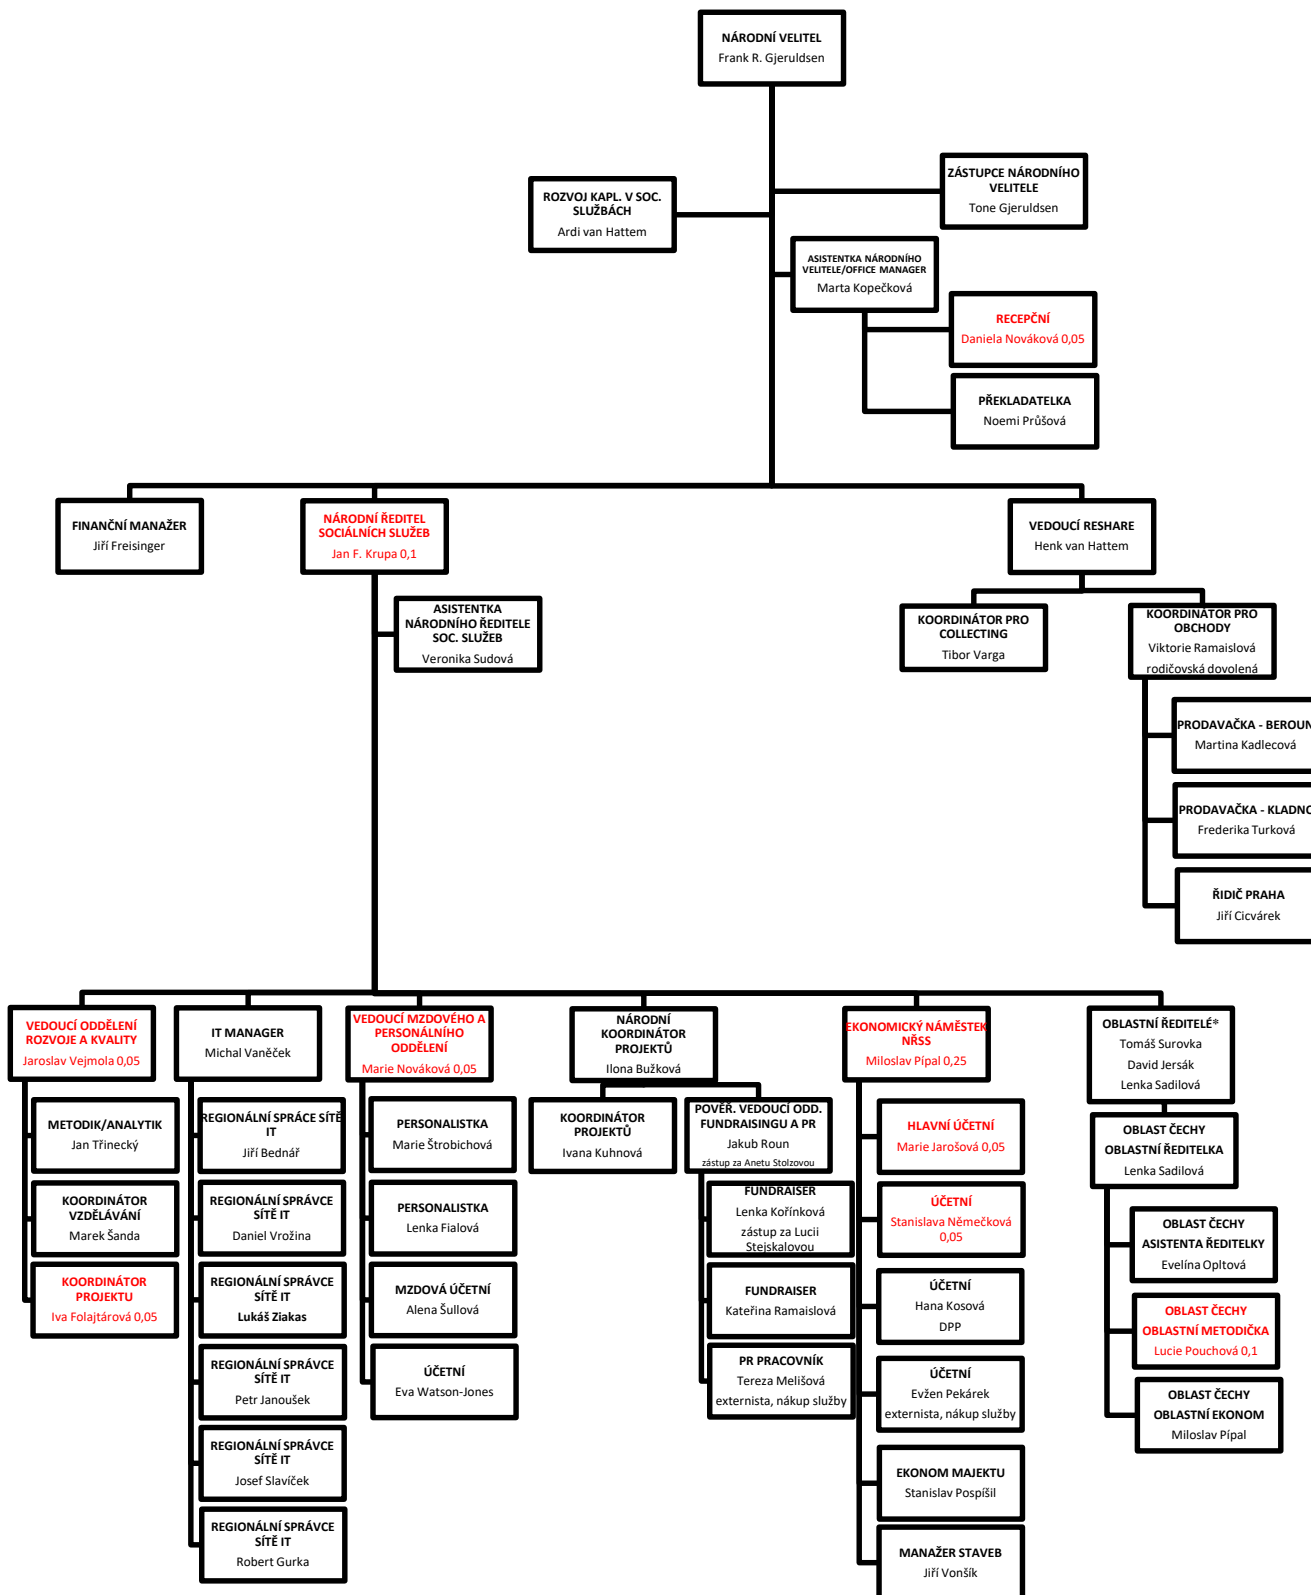 NÁRODNÍ VELITEL
Frank R. Gjeruldsen
ZÁSTUPCE NÁRODNÍHO
VELITELE
Tone Gjeruldsen
ROZVOJ KAPL. V SOC.
SLUŽBÁCH
Ardi van Hattem
ASISTENTKA NÁRODNÍHO
VELITELE/OFFICE MANAGER
Marta Kopečková
RECEPČNÍ
Daniela Nováková 0,05
PŘEKLADATELKA
Noemi Průšová
FINANČNÍ MANAŽER
Jiří Freisinger
NÁRODNÍ ŘEDITEL
SOCIÁLNÍCH SLUŽEB
Jan F. Krupa 0,1
VEDOUCÍ RESHARE
Henk van Hattem
ASISTENTKA
NÁRODNÍHO ŘEDITELE
SOC. SLUŽEB
Veronika Sudová
KOORDINÁTOR PRO
COLLECTING
Tibor Varga
KOORDINÁTOR PRO
OBCHODY
Viktorie Ramaislová
rodičovská dovolená
PRODAVAČKA - BEROUN
Martina Kadlecová
PRODAVAČKA - KLADNO
Frederika Turková
ŘIDIČ PRAHA
Jiří Cicvárek
VEDOUCÍ ODDĚLENÍ
ROZVOJE A KVALITY
Jaroslav Vejmola 0,05
METODIK/ANALYTIK
Jan Třinecký
KOORDINÁTOR
VZDĚLÁVÁNÍ
Marek Šanda
KOORDINÁTOR
PROJEKTU
Iva Folajtárová 0,05
IT MANAGER
Michal Vaněček
REGIONÁLNÍ SPRÁCE SÍTĚ
IT
Jiří Bednář
REGIONÁLNÍ SPRÁVCE
SÍTĚ IT
Daniel Vrožina
REGIONÁLNÍ SPRÁVCE
SÍTĚ IT
Lukáš Ziakas
REGIONÁLNÍ SPRÁVCE
SÍTĚ IT
Petr Janoušek
REGIONÁLNÍ SPRÁVCE
SÍTĚ IT
Josef Slavíček
REGIONÁLNÍ SPRÁVCE
SÍTĚ IT
Robert Gurka
VEDOUCÍ MZDOVÉHO A
PERSONÁLNÍHO
ODDĚLENÍ
Marie Nováková 0,05
PERSONALISTKA
Marie Štrobichová
PERSONALISTKA
Lenka Fialová
MZDOVÁ ÚČETNÍ
Alena Šullová
ÚČETNÍ
Eva Watson-Jones
NÁRODNÍ
KOORDINÁTOR
PROJEKTŮ
Ilona Bužková
KOORDINÁTOR
PROJEKTŮ
Ivana Kuhnová
POVĚŘ. VEDOUCÍ ODD.
FUNDRAISINGU A PR
Jakub Roun
zástup za Anetu Stolzovou
FUNDRAISER
Lenka Kořínková
zástup za Lucii
Stejskalovou
FUNDRAISER
Kateřina Ramaislová
PR PRACOVNÍK
Tereza Melišová
externista, nákup služby
EKONOMICKÝ NÁMĚSTEK
NŘSS
Miloslav Pípal 0,25
HLAVNÍ ÚČETNÍ
Marie Jarošová 0,05
ÚČETNÍ
Stanislava Němečková
0,05
ÚČETNÍ
Hana Kosová
DPP
ÚČETNÍ
Evžen Pekárek
externista, nákup služby
EKONOM MAJEKTU
Stanislav Pospíšil
MANAŽER STAVEB
Jiří Vonšík
OBLASTNÍ ŘEDITELÉ*
Tomáš Surovka
David Jersák
Lenka Sadilová
OBLAST ČECHY
OBLASTNÍ ŘEDITELKA
Lenka Sadilová
OBLAST ČECHY
ASISTENTA ŘEDITELKY
Evelína Opltová
OBLAST ČECHY
OBLASTNÍ METODIČKA
Lucie Pouchová 0,1
OBLAST ČECHY
OBLASTNÍ EKONOM
Miloslav Pípal